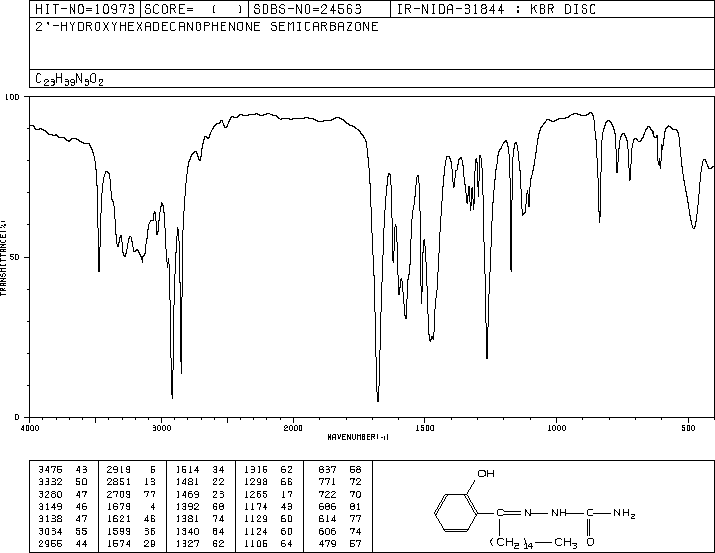 HIT-NO=10973 SCORE= ( ) SDBS-NO=24563 IR-NIDA-31844 : KBR DISC
2'-HYDROXYHEXADECANOPHENONE SEMICARBAZONE
C23H39N3O2
100
50
0
TRANSMITTANCE(%)
4000 3000 2000 1500 1000 500
WAVENUMBER(-1)
3475 43 2919 5 1514 34 1316 62 837 58
3332 50 2851 13 1481 22 1298 66 771 72
3280 47 2709 77 1469 23 1265 17 722 70
3149 46 1679 4 1392 68 1174 43 686 81
3138 47 1621 46 1381 74 1129 60 614 77
3034 55 1599 36 1340 64 1124 60 606 74
2955 44 1574 29 1327 62 1106 64 479 57
OH
C=N-NH-C-NH2
O
(CH2)14-CH3